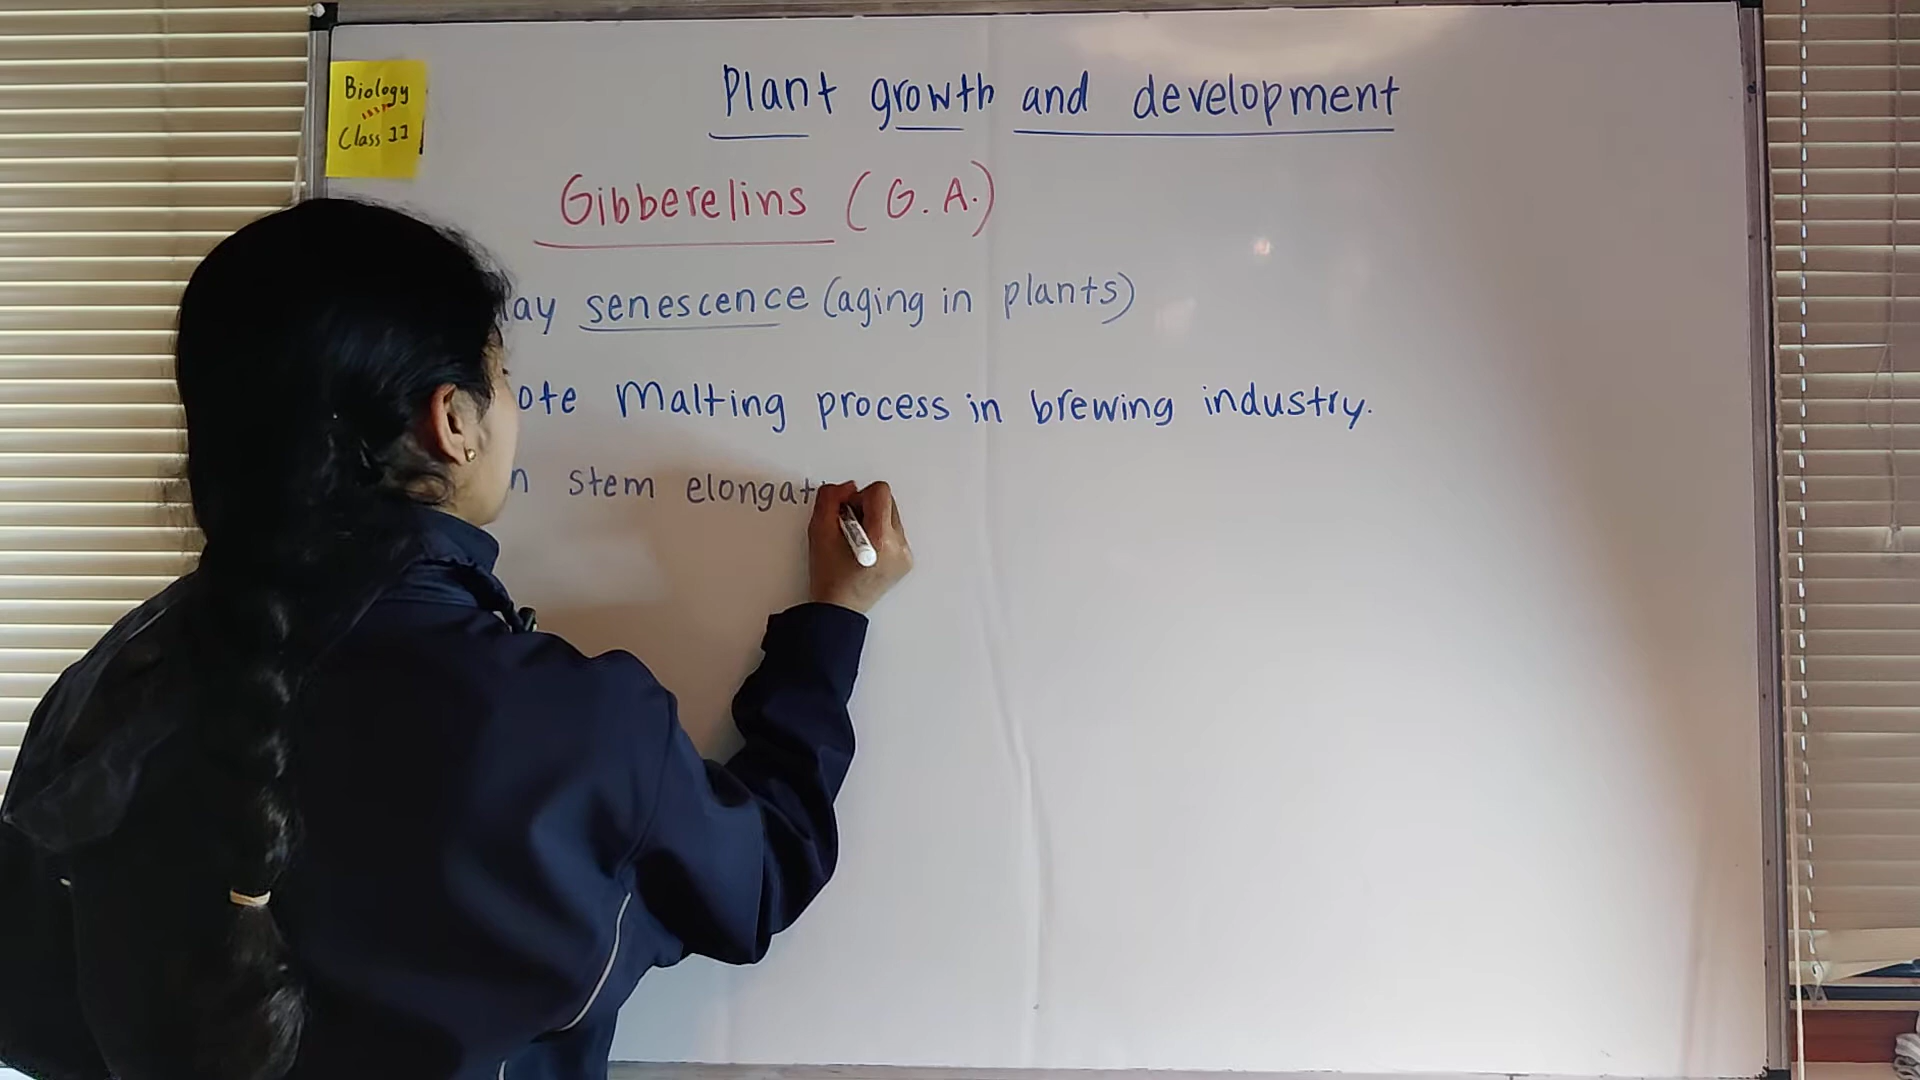 Biology
Class 11
Plant growth and development
Gibberelins (G.A.)
senescence (aging in plants)
Malting process in brewing industry.
stem